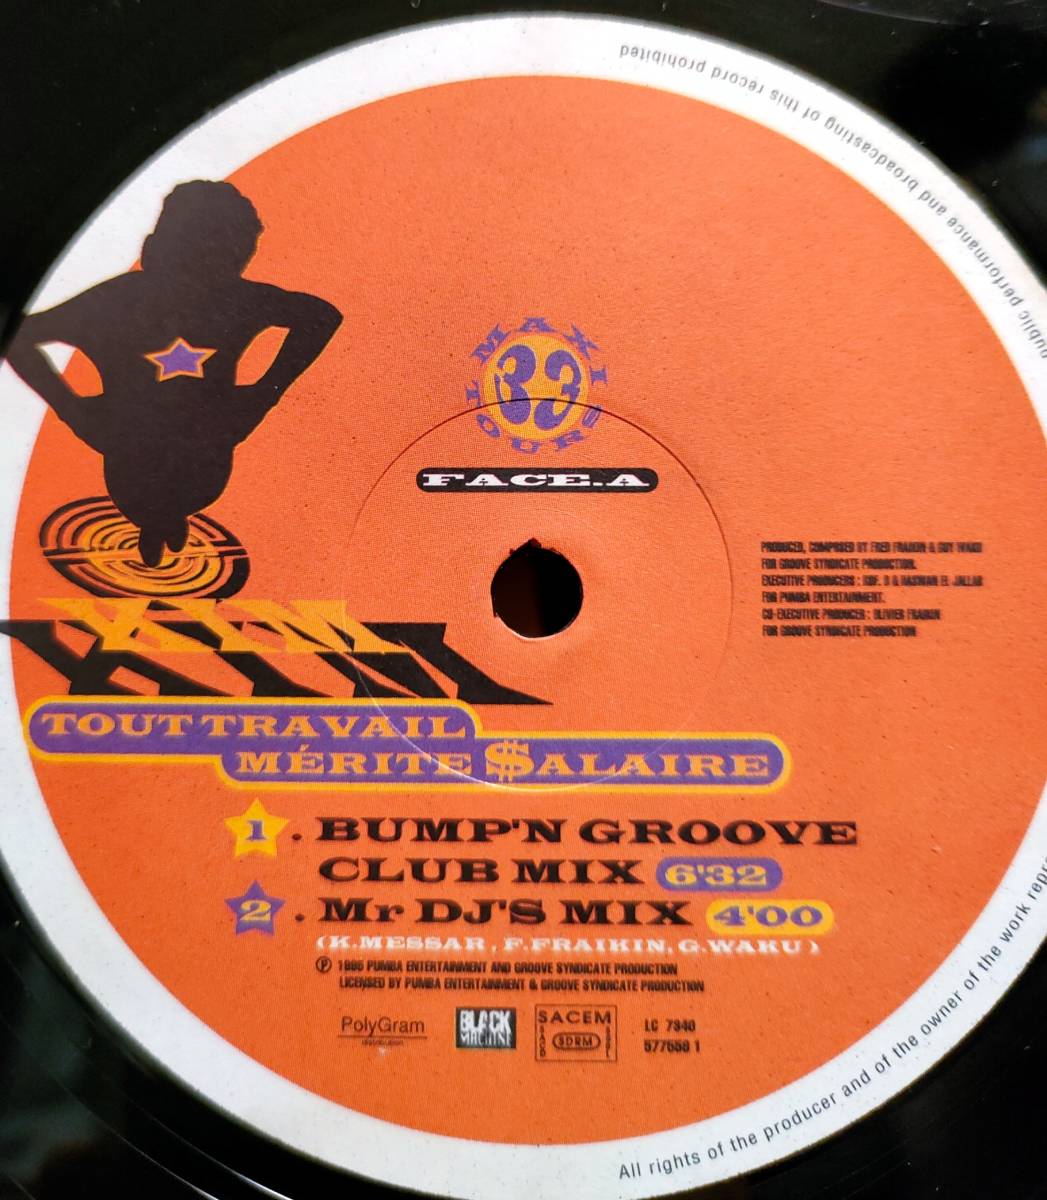 public performance and broadcasting of this record prohibited
MAXI
33
TOURS
FACE.A
PRODUCED, COMPOSED BY FRED FRAIKIN & GUY WAKU
FOR GROOVE SYNDICATE PRODUCTION.
EXECUTIVE PRODUCERS : & RADWAN EL JALLAB
FOR PUMBA ENTERTAINMENT.
CO-EXECUTIVE PRODUCER : OLIVIER FRAIKIN
FOR GROOVE SYNDICATE PRODUCTION
XIM
TOUT TRAVAIL
MÉRITE $ALAIRE
1. BUMP'N GROOVE
CLUB MIX 6'32
2. Mr DJ'S MIX 4'00
(K.MESSAR, F.FRAIKIN, G.WAKU)
Ⓟ PUMBA ENTERTAINMENT AND GROOVE SYNDICATE PRODUCTION
LICENSED BY PUMBA ENTERTAINMENT & GROOVE SYNDICATE PRODUCTION
PolyGram
distribution
BLACK
MACHINE
SACEM
SACD SDRM SGDL
LC 7340
577559 1
All rights of the producer and of the owner of the work